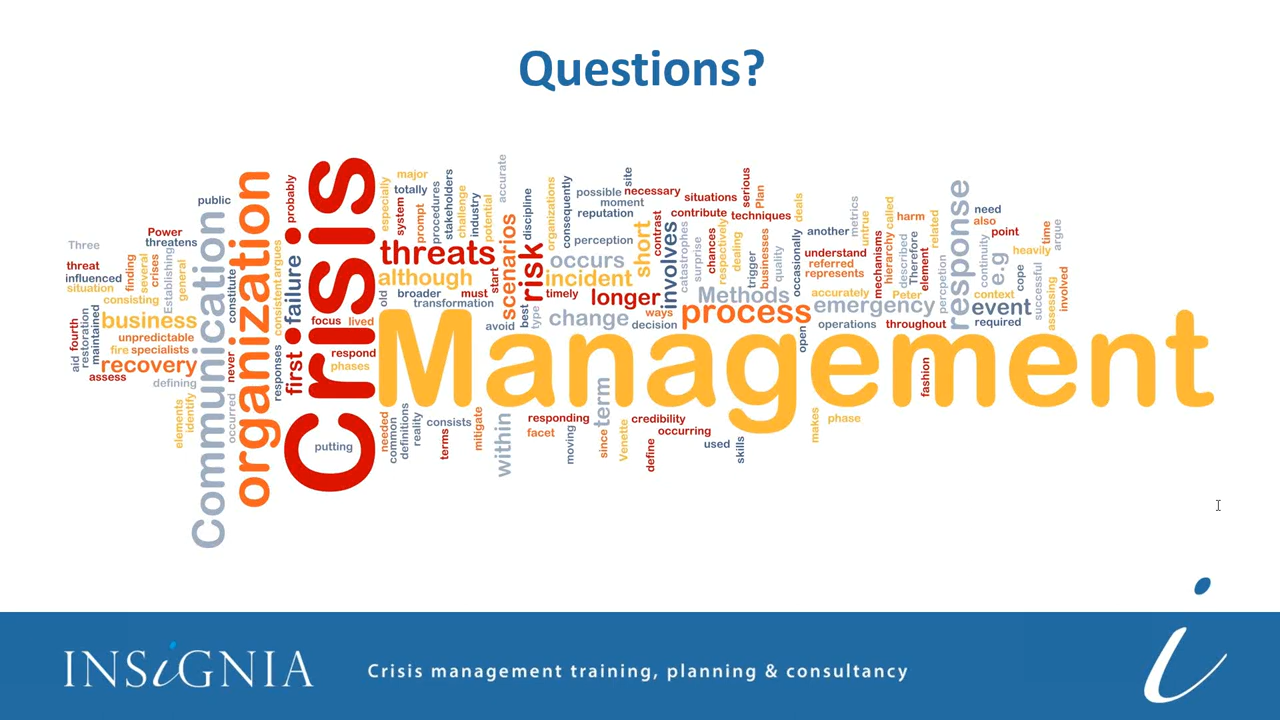 Questions?
Three
Power
threatens
public
threat
influenced
situation
finding
several
crises
Establishing
general
consisting
business
unpredictable
fire specialists
recovery
assess
defining
aid
fourth
restoration
maintained
elements
identify
Communication
constitute
never
occurred
organization
consistent
argues
responses
probably
failure
first
Crisis
focus
lived
respond
phases
putting
major
totally
especially
system
prompt
procedures
stakeholders
challenge
industry
potential
accurate
threats
although
old
broader
must
transformation
start
scenarios
risk
discipline
organizations
consequently
avoid
best
type
possible
necessary
site
moment
reputation
perception
occurs
incident
timely
longer
change
ways
decision
short
contrast
involves
catastrophes
surprise
chances
respectively
dealing
trigger
businesses
quality
situations
serious
Plan
contribute
techniques
deals
occasionally
Methods
process
open
another
metrics
untrue
understand
referred
represents
accurately
mechanisms
hierarchy
called
described
Therefore
element
harm
related
perception
Peter
emergency
operations
throughout
response
need
also
point
continuity
e.g
context
event
required
cope
heavily
time
argue
successful
assessing
involved
Management
fashion
needed
common
definitions
reality
consists
terms
mitigate
within
responding
facet
moving
since
term
Venette
credibility
define
occurring
used
skills
makes
phase
INSiGNIA
Crisis management training, planning & consultancy
i